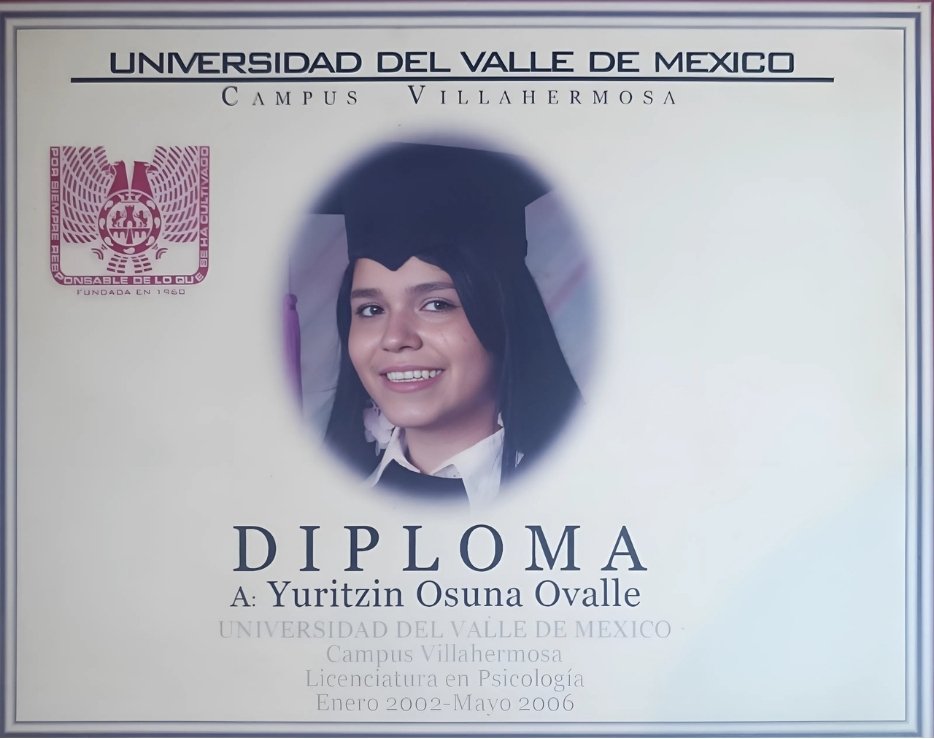 UNIVERSIDAD DEL VALLE DE MEXICO
CAMPUS VILLAHERMOSA
POR SIEMPRE RESPONSABLE DE LO QUE SE HA CULTIVADO
FUNDADA EN 1960
DIPLOMA
A: Yuritzin Osuna Ovalle
UNIVERSIDAD DEL VALLE DE MEXICO
Campus Villahermosa
Licenciatura en Psicología
Enero 2002-Mayo 2006